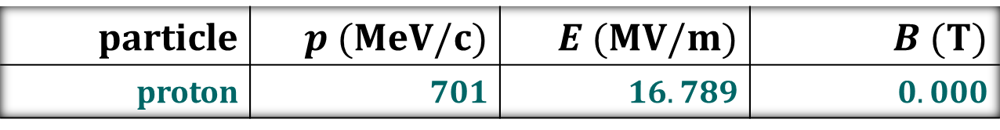 particle p (MeV/c) E (MV/m) B (T)
proton 701 16.789 0.000